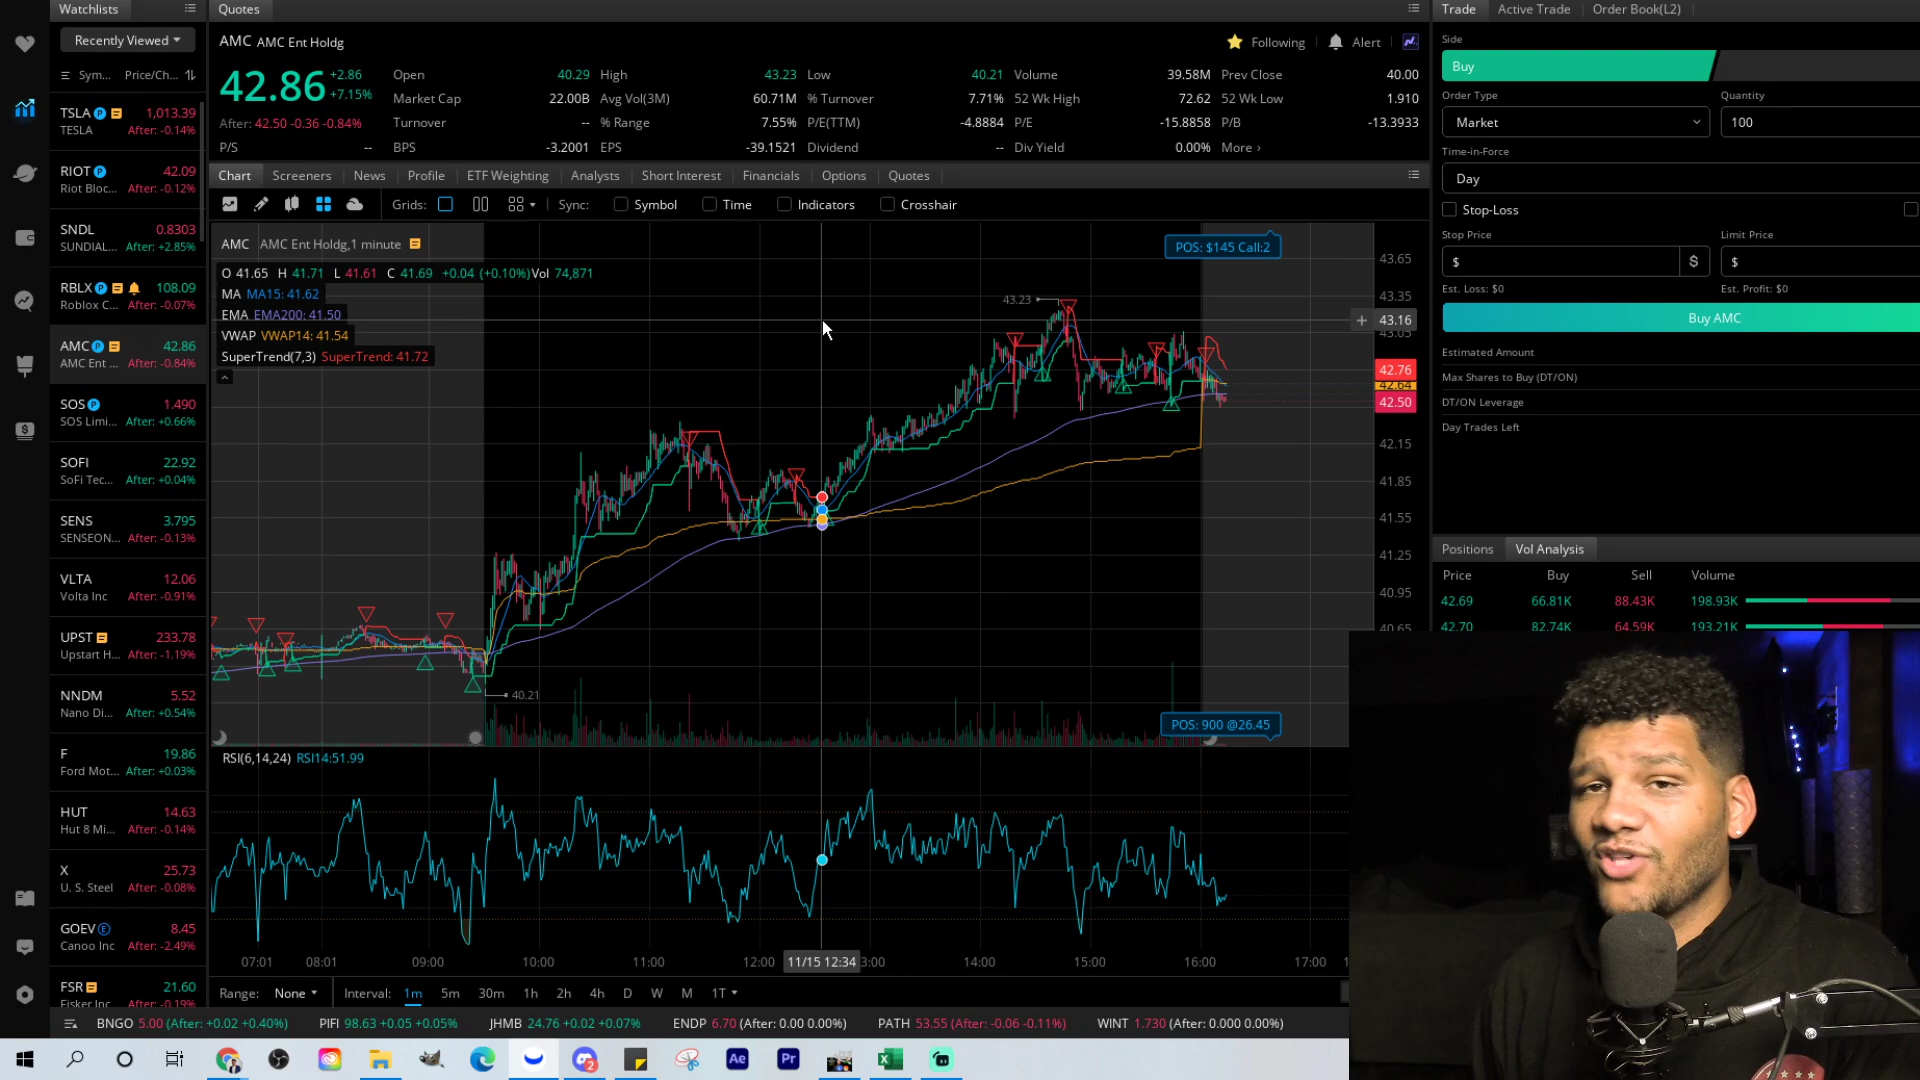 Watchlists
Recently Viewed
Sym... Price/Ch...
TSLA 1,013.39
TESLA After: -0.14%
RIOT 42.09
Riot Bloc... After: -0.12%
SNDL 0.8303
SUNDIAL... After: +2.85%
RBLX 108.09
Roblox C... After: -0.07%
AMC 42.86
AMC Ent ... After: -0.84%
SOS 1.490
SOS Limi... After: +0.66%
SOFI 22.92
SoFi Tec... After: +0.04%
SENS 3.795
SENSEON... After: -0.13%
VLTA 12.06
Volta Inc After: -0.91%
UPST 233.78
Upstart H... After: -1.19%
NNDM 5.52
Nano Di... After: +0.54%
F 19.86
Ford Mot... After: +0.03%
HUT 14.63
Hut 8 Mi... After: -0.14%
X 25.73
U. S. Steel After: -0.08%
GOEV 8.45
Canoo Inc After: -2.49%
FSR 21.60
Fisker Inc After: -0.19%
Quotes
AMC AMC Ent Holdg Following Alert
42.86 +2.86 +7.15%
After: 42.50 -0.36 -0.84%
Open 40.29 High 43.23 Low 40.21 Volume 39.58M Prev Close 40.00
Market Cap 22.00B Avg Vol(3M) 60.71M % Turnover 7.71% 52 Wk High 72.62 52 Wk Low 1.910
Turnover -- % Range 7.55% P/E(TTM) -4.8884 P/E -15.8858 P/B -13.3933
P/S -- BPS -3.2001 EPS -39.1521 Dividend -- Div Yield 0.00% More ›
Chart Screeners News Profile ETF Weighting Analysts Short Interest Financials Options Quotes
Grids: Sync: Symbol Time Indicators Crosshair
AMC AMC Ent Holdg,1 minute
O 41.65 H 41.71 L 41.61 C 41.69 +0.04 (+0.10%)Vol 74,871
MA MA15: 41.62
EMA EMA200: 41.50
VWAP VWAP14: 41.54
SuperTrend(7,3) SuperTrend: 41.72
POS: $145 Call:2
43.23
40.21
POS: 900 @26.45
43.65
43.35
43.16
43.05
42.76
42.64
42.50
42.15
41.85
41.55
41.25
40.95
40.65
RSI(6,14,24) RSI14:51.99
07:01 08:01 09:00 10:00 11:00 12:00 11/15 12:34 3:00 14:00 15:00 16:00 17:00
Range: None Interval: 1m 5m 30m 1h 2h 4h D W M 1T
BNGO 5.00 (After: +0.02 +0.40%) PIFI 98.63 +0.05 +0.05% JHMB 24.76 +0.02 +0.07% ENDP 6.70 (After: 0.00 0.00%) PATH 53.55 (After: -0.06 -0.11%) WINT 1.730 (After: 0.000 0.00%)
Trade Active Trade Order Book(L2)
Side
Buy
Order Type Quantity
Market 100
Time-in-Force
Day
Stop-Loss
Stop Price Limit Price
$ $ $
Est. Loss: $0 Est. Profit: $0
Buy AMC
Estimated Amount
Max Shares to Buy (DT/ON)
DT/ON Leverage
Day Trades Left
Positions Vol Analysis
Price Buy Sell Volume
42.69 66.81K 88.43K 198.93K
42.70 82.74K 64.59K 193.21K
2
Ae Pr